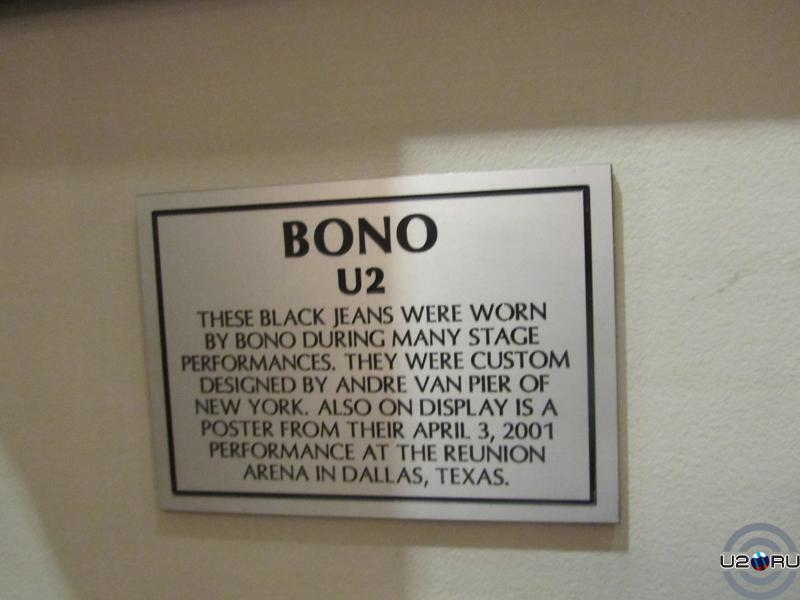 BONO
U2
THESE BLACK JEANS WERE WORN
BY BONO DURING MANY STAGE
PERFORMANCES. THEY WERE CUSTOM
DESIGNED BY ANDRE VAN PIER OF
NEW YORK. ALSO ON DISPLAY IS A
POSTER FROM THEIR APRIL 3, 2001
PERFORMANCE AT THE REUNION
ARENA IN DALLAS, TEXAS.
U2 RU